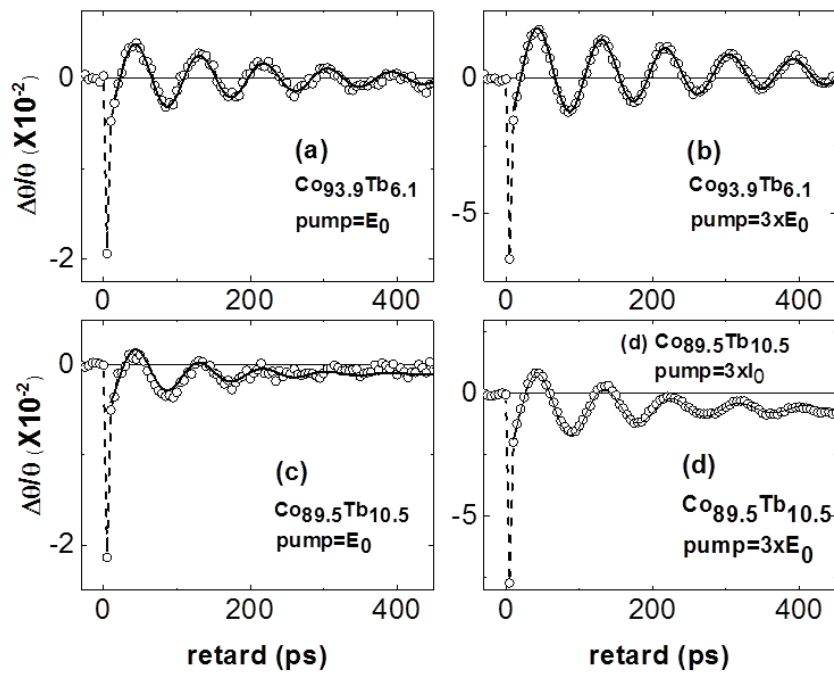 0
-2
Δθ/θ (X10⁻²)
(a)
Co₉₃.₉Tb₆.₁
pump=E₀
0 200 400
0
-5
(b)
Co₉₃.₉Tb₆.₁
pump=3xE₀
0 200 400
0
-2
Δθ/θ (X10⁻²)
(c)
Co₈₉.₅Tb₁₀.₅
pump=E₀
0 200 400
retard (ps)
0
-5
(d) Co₈₉.₅Tb₁₀.₅
pump=3xI₀
(d)
Co₈₉.₅Tb₁₀.₅
pump=3xE₀
0 200 400
retard (ps)